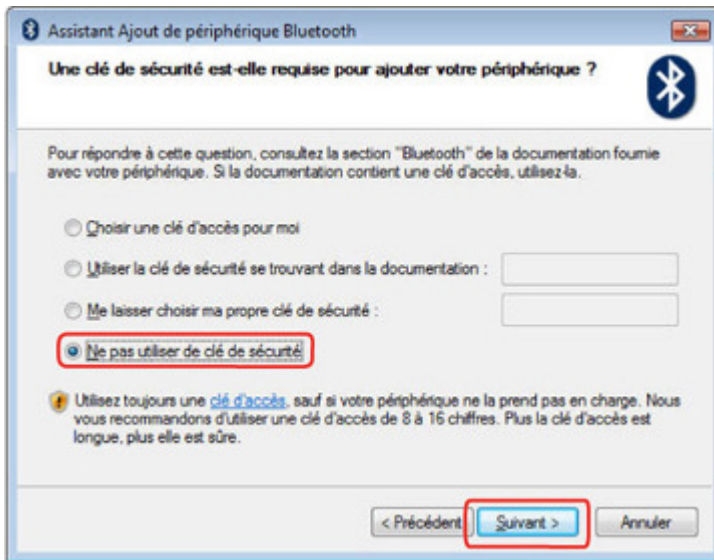 Assistant Ajout de périphérique Bluetooth
Une clé de sécurité est-elle requise pour ajouter votre périphérique ?
Pour répondre à cette question, consultez la section "Bluetooth" de la documentation fournie
avec votre périphérique. Si la documentation contient une clé d'accès, utilisez-la.
Choisir une clé d'accès pour moi
Utiliser la clé de sécurité se trouvant dans la documentation :
Me laisser choisir ma propre clé de sécurité :
Ne pas utiliser de clé de sécurité
Utilisez toujours une clé d'accès, sauf si votre périphérique ne la prend pas en charge. Nous
vous recommandons d'utiliser une clé d'accès de 8 à 16 chiffres. Plus la clé d'accès est
longue, plus elle est sûre.
< Précédent Suivant > Annuler